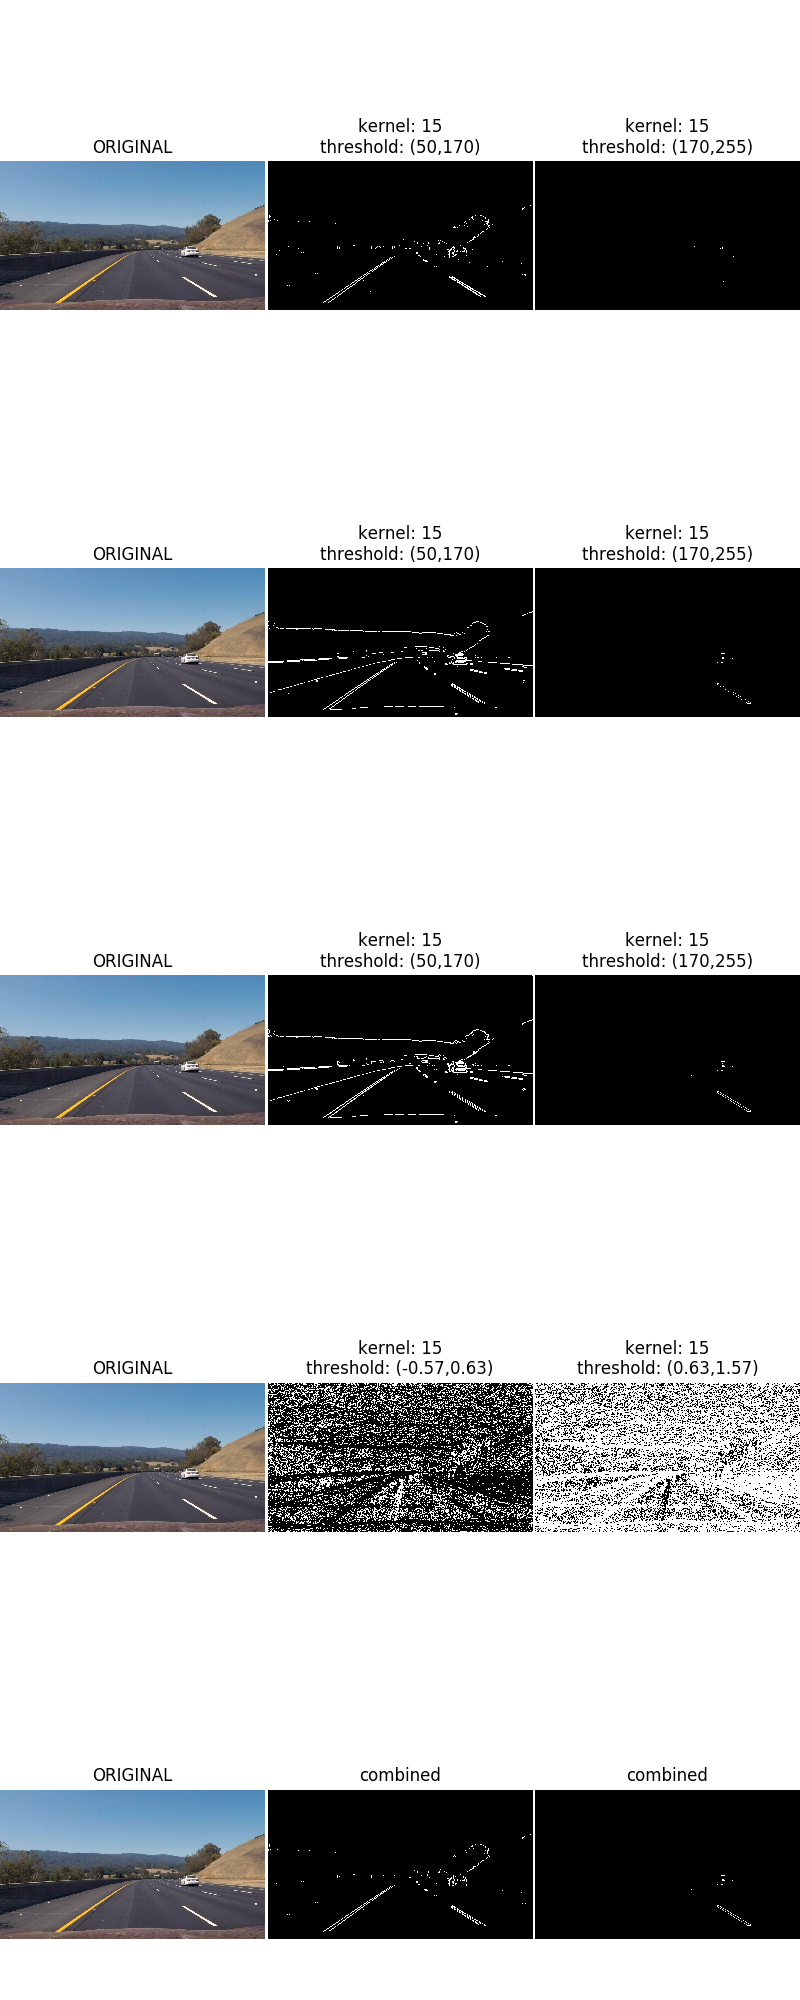 ORIGINAL
kernel: 15
threshold: (50,170)
kernel: 15
threshold: (170,255)
ORIGINAL
kernel: 15
threshold: (50,170)
kernel: 15
threshold: (170,255)
ORIGINAL
kernel: 15
threshold: (50,170)
kernel: 15
threshold: (170,255)
ORIGINAL
kernel: 15
threshold: (-0.57,0.63)
kernel: 15
threshold: (0.63,1.57)
ORIGINAL
combined
combined